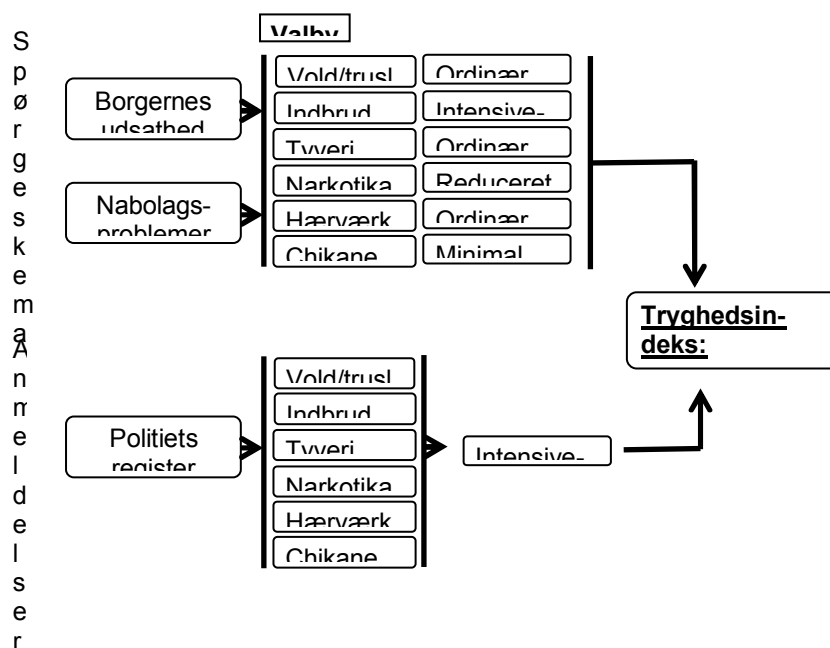 Spørgeskema
Valby
Borgernes
udsathed
Nabolags-
problemer
Vold/trusl
Ordinær
Indbrud
Intensive-
Tyveri
Ordinær
Narkotika
Reduceret
Hærværk
Ordinær
Chikane
Minimal
Tryghedsin-
deks:
Anmeldelser
Politiets
register
Vold/trusl
Indbrud
Tyveri
Narkotika
Hærværk
Chikane
Intensive-